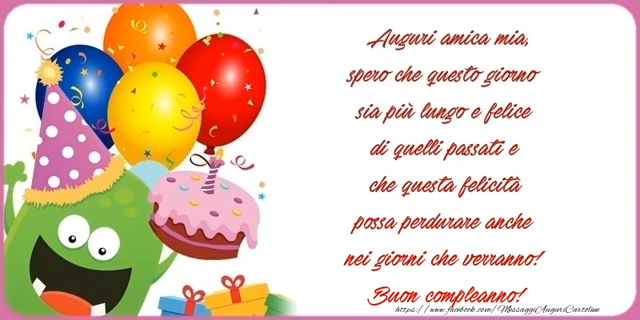 Auguri amica mia,
spero che questo giorno
sia più lungo e felice
di quelli passati e
che questa felicità
possa perdurare anche
nei giorni che verranno!
Buon compleanno!
https://www.facebook.com/MessaggiAuguriCartoline